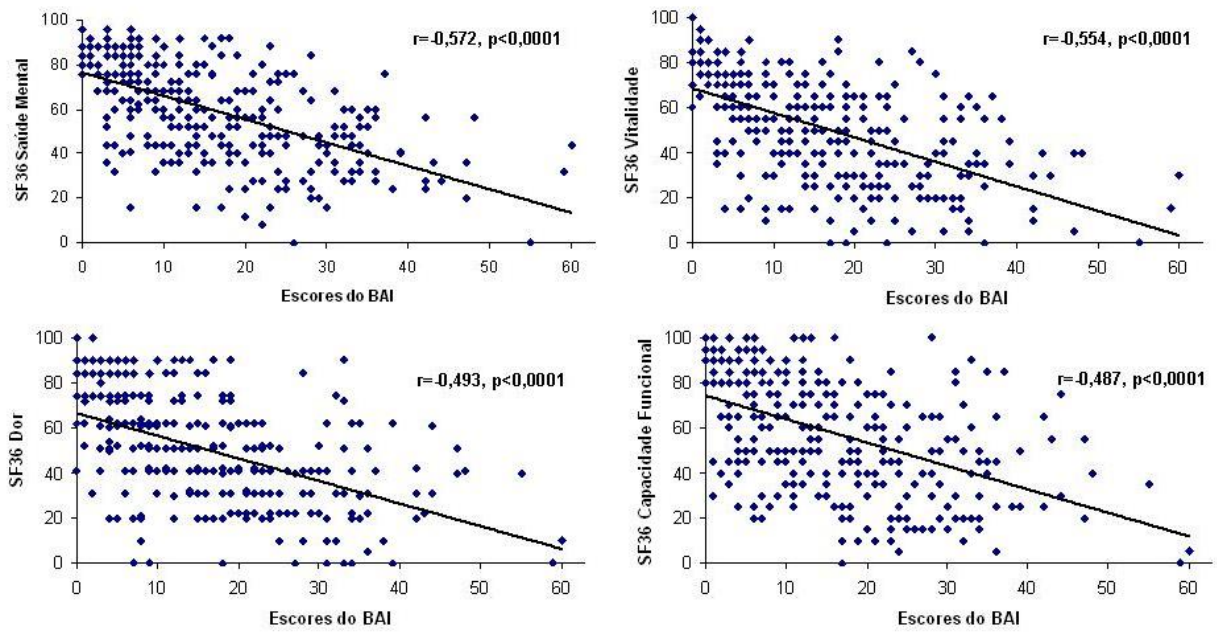 r=-0,572, p<0,0001
SF36 Saúde Mental
100
80
60
40
20
0
0 10 20 30 40 50 60
Escores do BAI
r=-0,554, p<0,0001
SF36 Vitalidade
100
80
60
40
20
0
0 10 20 30 40 50 60
Escores do BAI
r=-0,493, p<0,0001
SF36 Dor
100
80
60
40
20
0
0 10 20 30 40 50 60
Escores do BAI
r=-0,487, p<0,0001
SF36 Capacidade Funcional
100
80
60
40
20
0
0 10 20 30 40 50 60
Escores do BAI